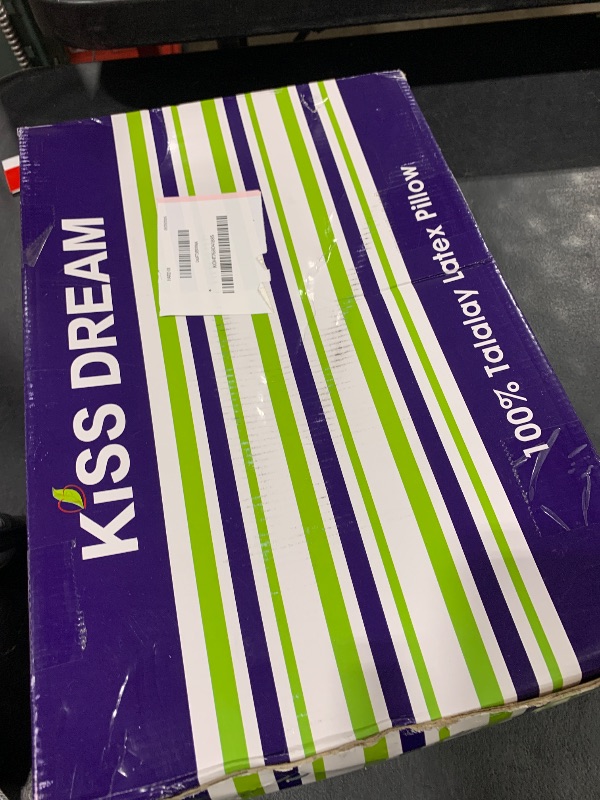 KiSS DREAM
100% Talalay Latex Pillow